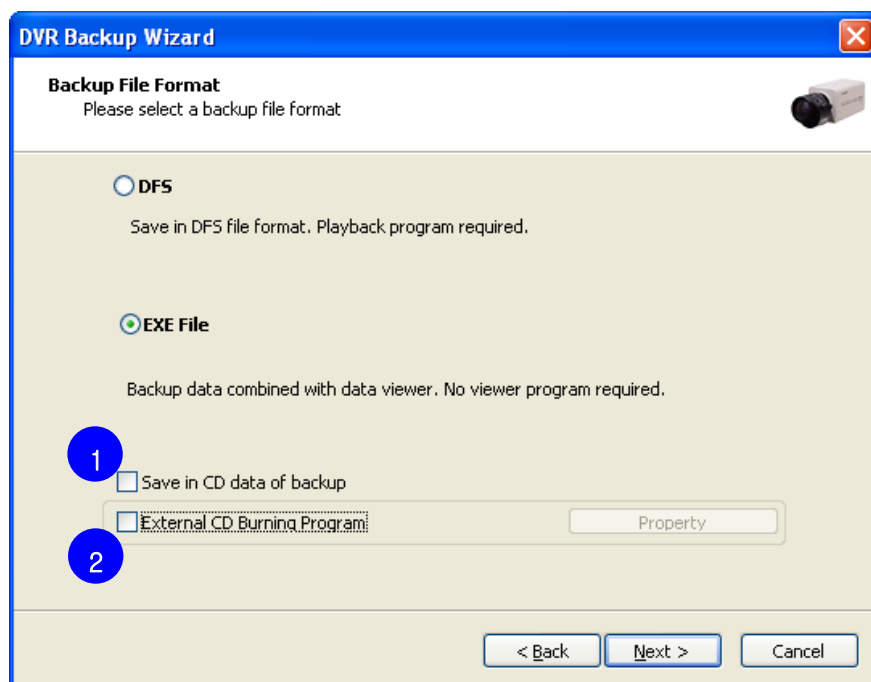 DVR Backup Wizard
Backup File Format
Please select a backup file format
DFS
Save in DFS file format. Playback program required.
EXE File
Backup data combined with data viewer. No viewer program required.
1
Save in CD data of backup
External CD Burning Program
Property
2
< Back
Next >
Cancel